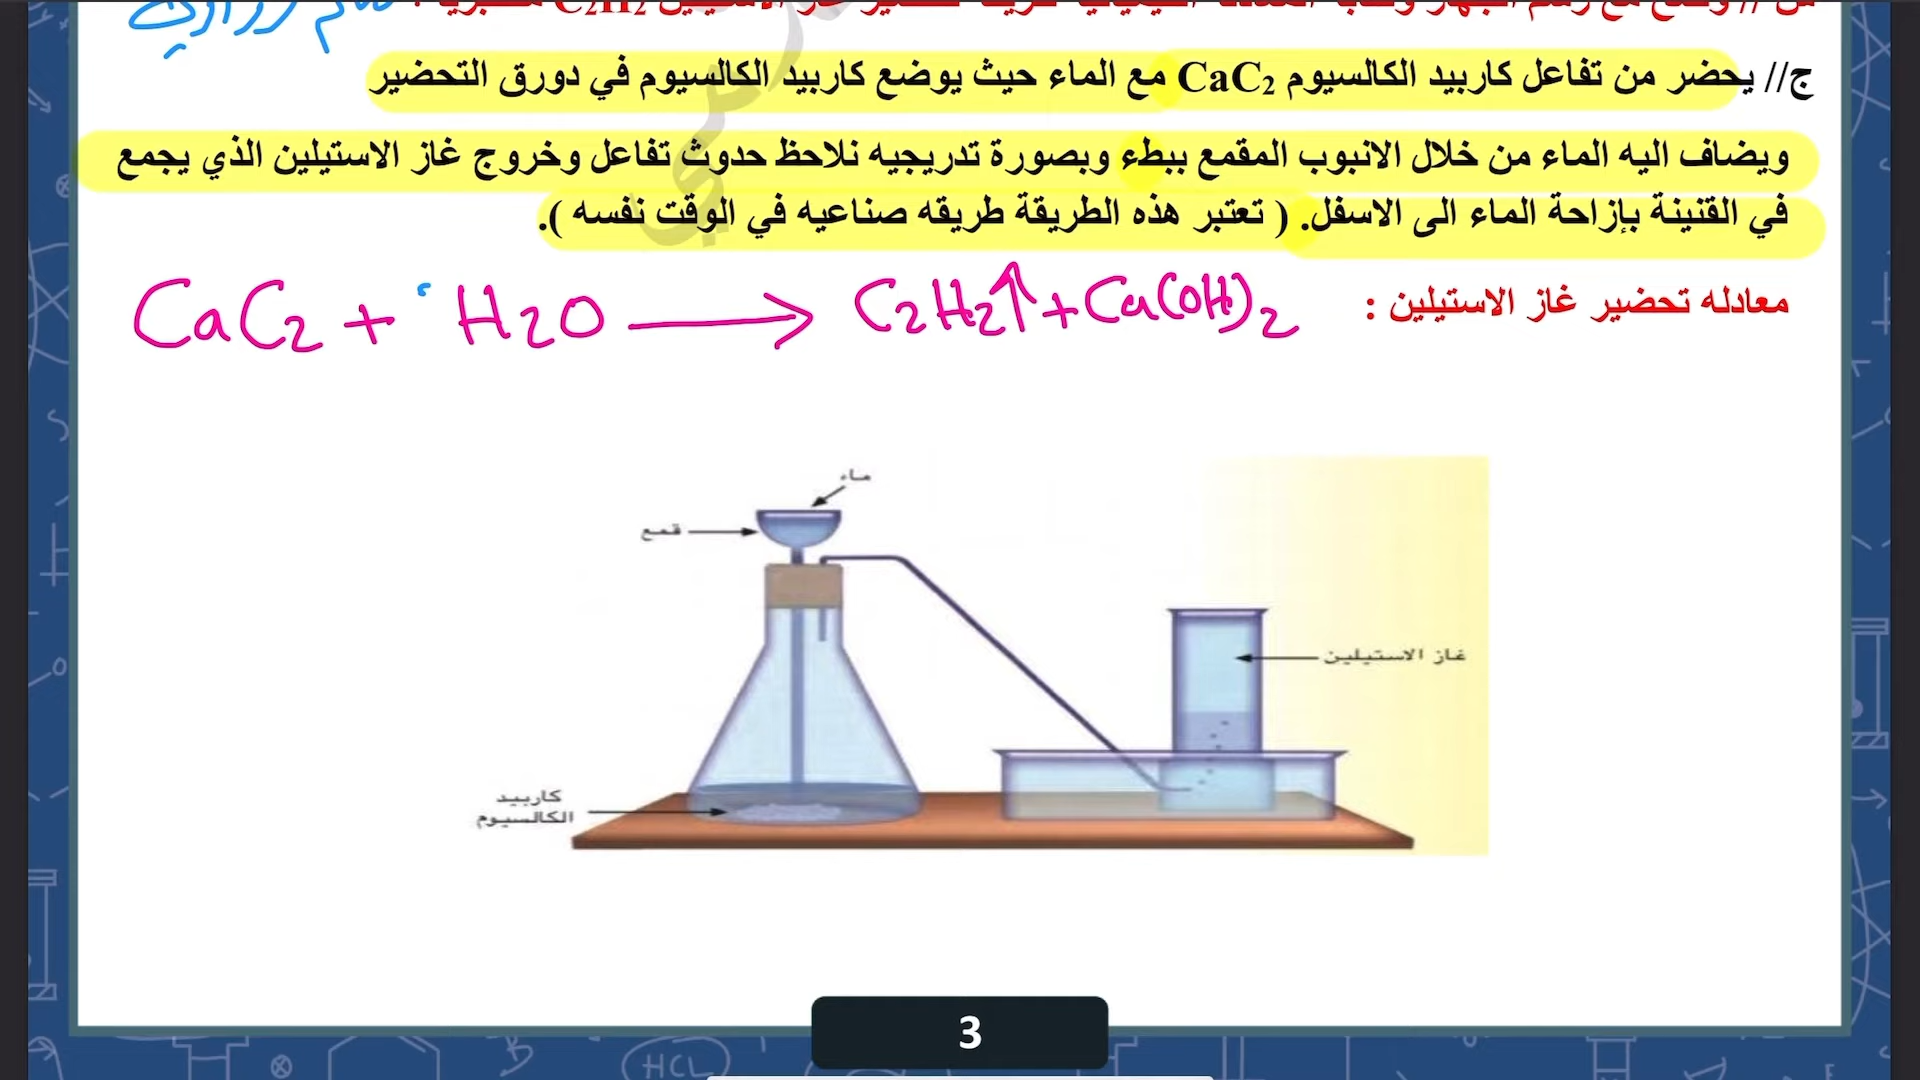 ج// يحضر من تفاعل كاربيد الكالسيوم CaC₂ مع الماء حيث يوضع كاربيد الكالسيوم في دورق التحضير
ويضاف اليه الماء من خلال الانبوب المقمع ببطء وبصورة تدريجيه نلاحظ حدوث تفاعل وخروج غاز الاستيلين الذي يجمع
في القنينة بإزاحة الماء الى الاسفل. ( تعتبر هذه الطريقة طريقه صناعيه في الوقت نفسه ).
معادله تحضير غاز الاستيلين :
CaC2 + H2O → C2H2↑ + Ca(OH)2
ماء
قمع
غاز الاستيلين
كاربيد
الكالسيوم
3
HCL